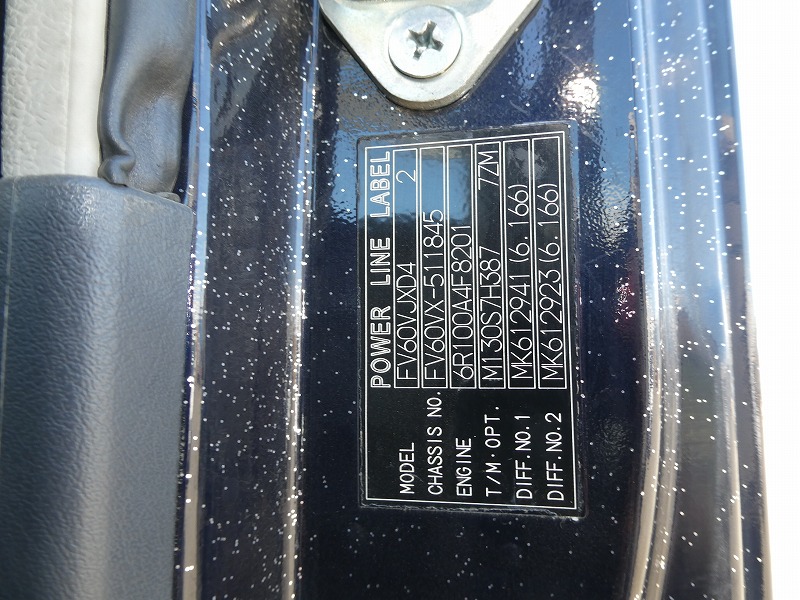 POWER LINE LABEL
MODEL FV60VJXD4 2
CHASSIS NO. FV60VX-511845
ENGINE 6R100A4F8201
T/M·OPT. M130S7H387 7ZM
DIFF.NO.1 MK612941(6.166)
DIFF.NO.2 MK612923(6.166)